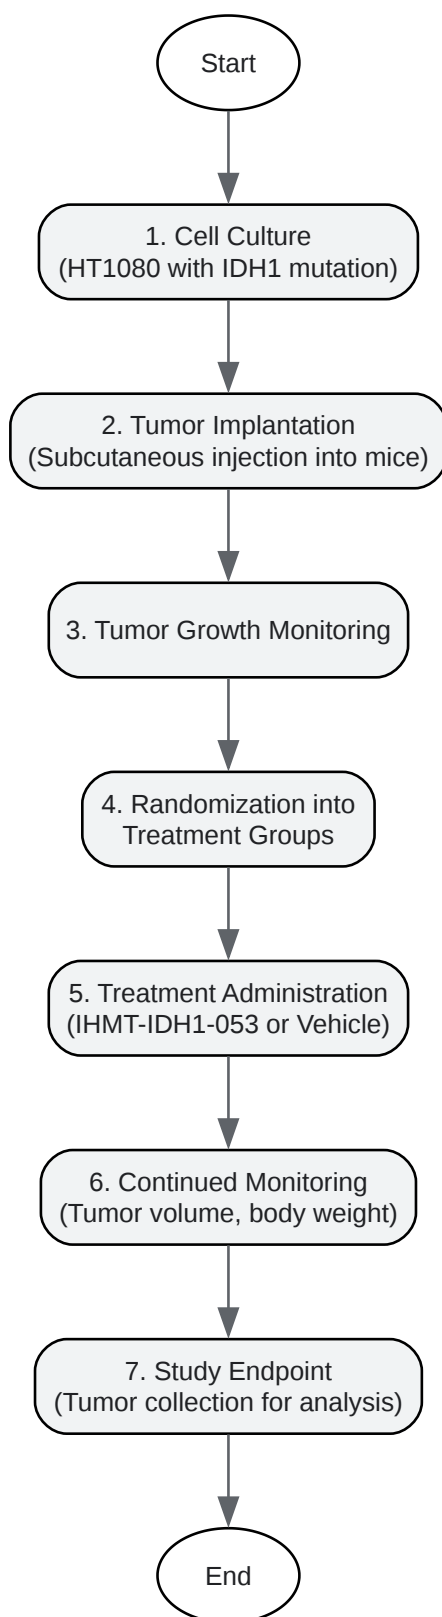 Start
1. Cell Culture
(HT1080 with IDH1 mutation)
2. Tumor Implantation
(Subcutaneous injection into mice)
3. Tumor Growth Monitoring
4. Randomization into
Treatment Groups
5. Treatment Administration
(IHMT-IDH1-053 or Vehicle)
6. Continued Monitoring
(Tumor volume, body weight)
7. Study Endpoint
(Tumor collection for analysis)
End